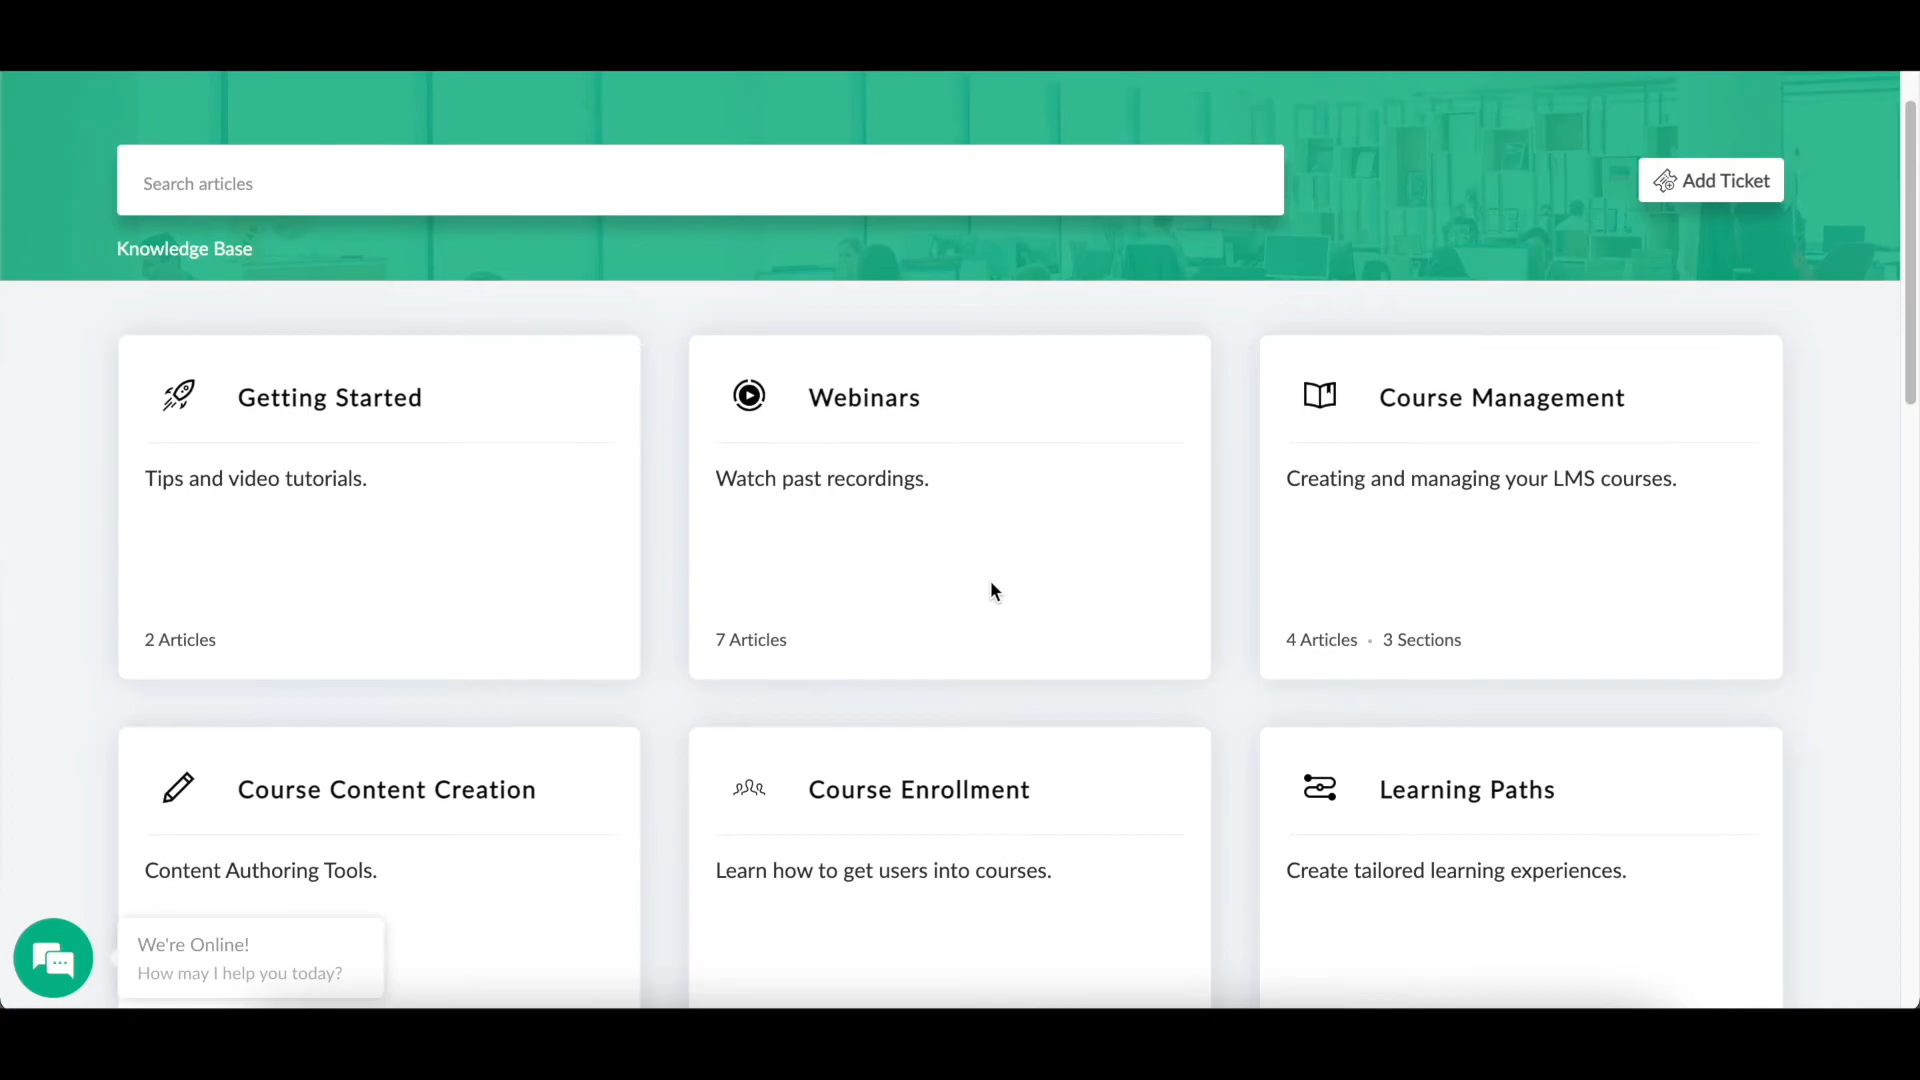 Search articles
Add Ticket
Knowledge Base
Getting Started
Webinars
Course Management
Tips and video tutorials.
Watch past recordings.
Creating and managing your LMS courses.
2 Articles
7 Articles
4 Articles • 3 Sections
Course Content Creation
Course Enrollment
Learning Paths
Content Authoring Tools.
Learn how to get users into courses.
Create tailored learning experiences.
We're Online!
How may I help you today?